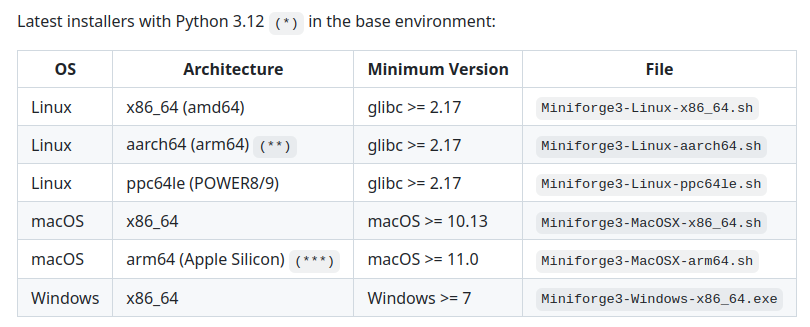 Latest installers with Python 3.12 (*) in the base environment:
OS Architecture Minimum Version File
Linux x86_64 (amd64) glibc >= 2.17 Miniforge3-Linux-x86_64.sh
Linux aarch64 (arm64) (**) glibc >= 2.17 Miniforge3-Linux-aarch64.sh
Linux ppc64le (POWER8/9) glibc >= 2.17 Miniforge3-Linux-ppc64le.sh
macOS x86_64 macOS >= 10.13 Miniforge3-MacOSX-x86_64.sh
macOS arm64 (Apple Silicon) (***) macOS >= 11.0 Miniforge3-MacOSX-arm64.sh
Windows x86_64 Windows >= 7 Miniforge3-Windows-x86_64.exe